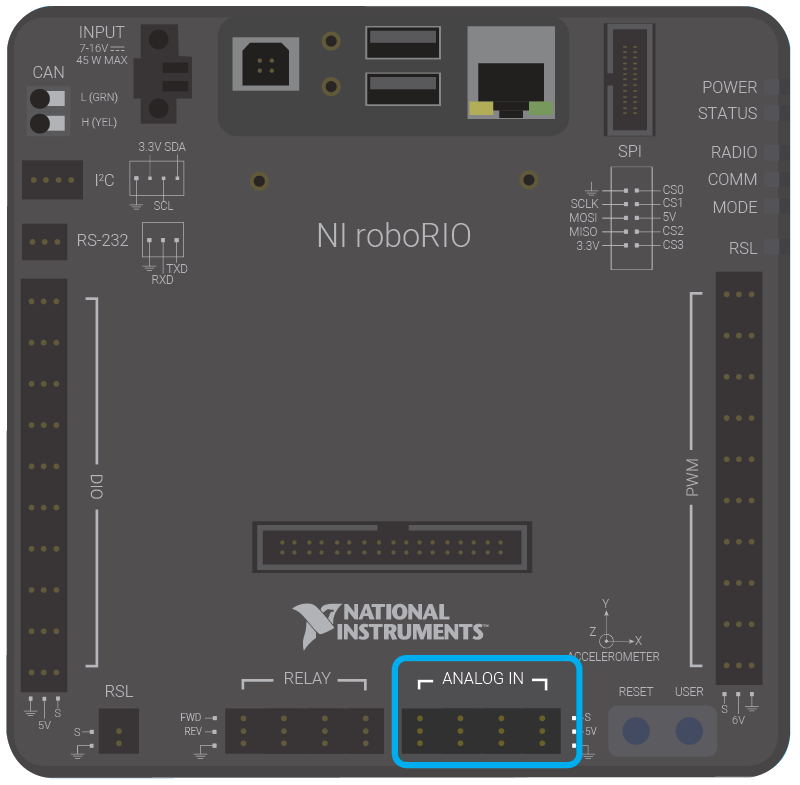 INPUT
7-16V
45 W MAX
CAN
L (GRN)
H (YEL)
POWER
STATUS
RADIO
COMM
MODE
RSL
3.3V SDA
I²C
SCL
RS-232
TXD
RXD
SPI
CS0
SCLK
CS1
MOSI
5V
MISO
CS2
3.3V
CS3
NI roboRIO
DIO
PWM
NATIONAL
INSTRUMENTS™
Y
Z
X
ACCELEROMETER
S
5V
RSL
S
RELAY
FWD
REV
ANALOG IN
S
5V
RESET
USER
S
6V